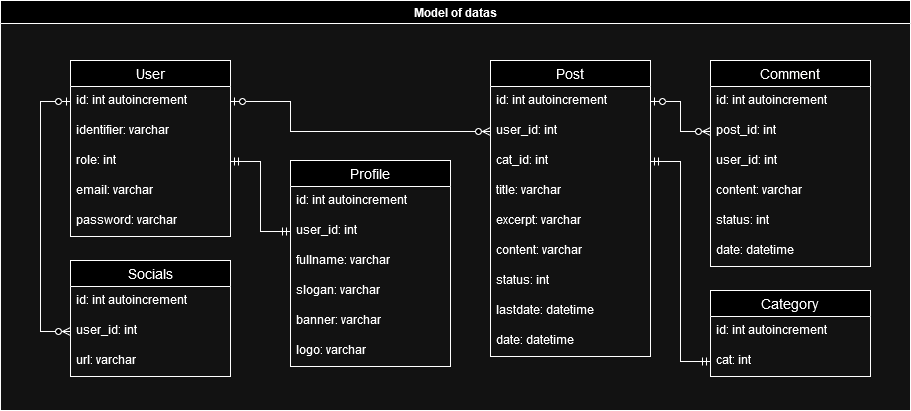 Model of datas
User
id: int autoincrement
identifier: varchar
role: int
email: varchar
password: varchar
Socials
id: int autoincrement
user_id: int
url: varchar
Profile
id: int autoincrement
user_id: int
fullname: varchar
slogan: varchar
banner: varchar
logo: varchar
Post
id: int autoincrement
user_id: int
cat_id: int
title: varchar
excerpt: varchar
content: varchar
status: int
lastdate: datetime
date: datetime
Comment
id: int autoincrement
post_id: int
user_id: int
content: varchar
status: int
date: datetime
Category
id: int autoincrement
cat: int